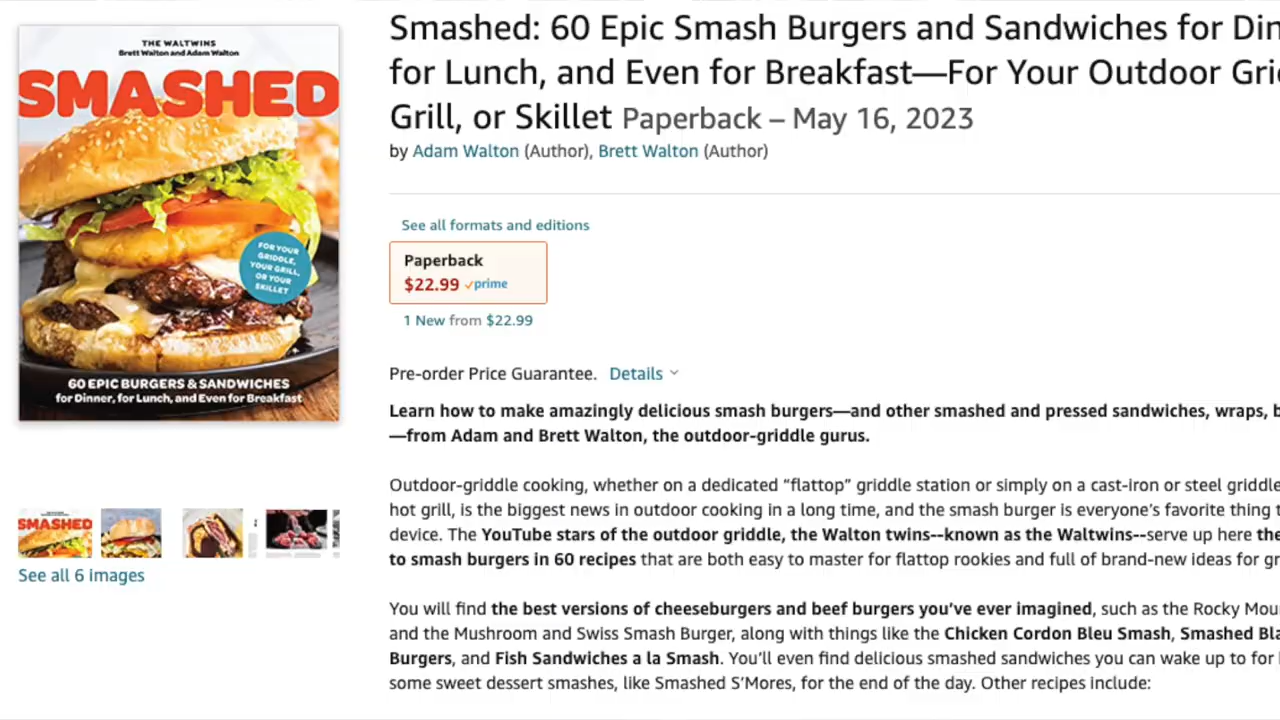 THE WALTWINS
Brett Walton and Adam Walton
SMASHED
FOR YOUR
GRIDDLE,
YOUR GRILL,
OR YOUR
SKILLET
60 EPIC BURGERS & SANDWICHES
for Dinner, for Lunch, and Even for Breakfast
SMASHED
See all 6 images
Smashed: 60 Epic Smash Burgers and Sandwiches for Din
for Lunch, and Even for Breakfast—For Your Outdoor Gri
Grill, or Skillet Paperback – May 16, 2023
by Adam Walton (Author), Brett Walton (Author)
See all formats and editions
Paperback
$22.99 prime
1 New from $22.99
Pre-order Price Guarantee. Details
Learn how to make amazingly delicious smash burgers—and other smashed and pressed sandwiches, wraps, b
—from Adam and Brett Walton, the outdoor-griddle gurus.
Outdoor-griddle cooking, whether on a dedicated “flattop” griddle station or simply on a cast-iron or steel griddle
hot grill, is the biggest news in outdoor cooking in a long time, and the smash burger is everyone’s favorite thing t
device. The YouTube stars of the outdoor griddle, the Walton twins--known as the Waltwins--serve up here the
to smash burgers in 60 recipes that are both easy to master for flattop rookies and full of brand-new ideas for gr
You will find the best versions of cheeseburgers and beef burgers you’ve ever imagined, such as the Rocky Mou
and the Mushroom and Swiss Smash Burger, along with things like the Chicken Cordon Bleu Smash, Smashed Bla
Burgers, and Fish Sandwiches a la Smash. You’ll even find delicious smashed sandwiches you can wake up to for
some sweet dessert smashes, like Smashed S’Mores, for the end of the day. Other recipes include: